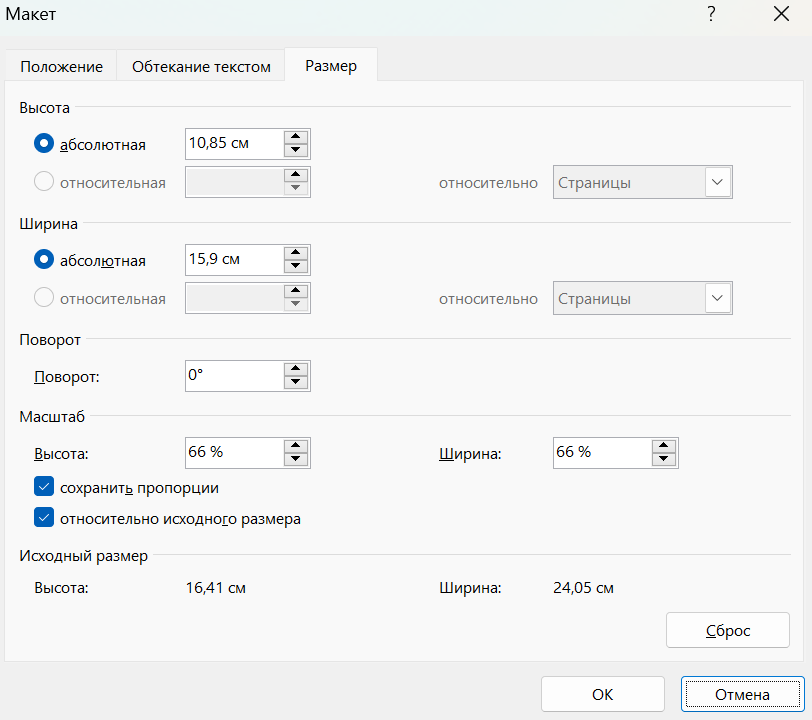 Макет ?
Положение Обтекание текстом Размер
Высота
абсолютная 10,85 см
относительная относительно Страницы
Ширина
абсолютная 15,9 см
относительная относительно Страницы
Поворот
Поворот: 0°
Масштаб
Высота: 66 % Ширина: 66 %
сохранить пропорции
относительно исходного размера
Исходный размер
Высота: 16,41 см Ширина: 24,05 см
Сброс
ОК Отмена